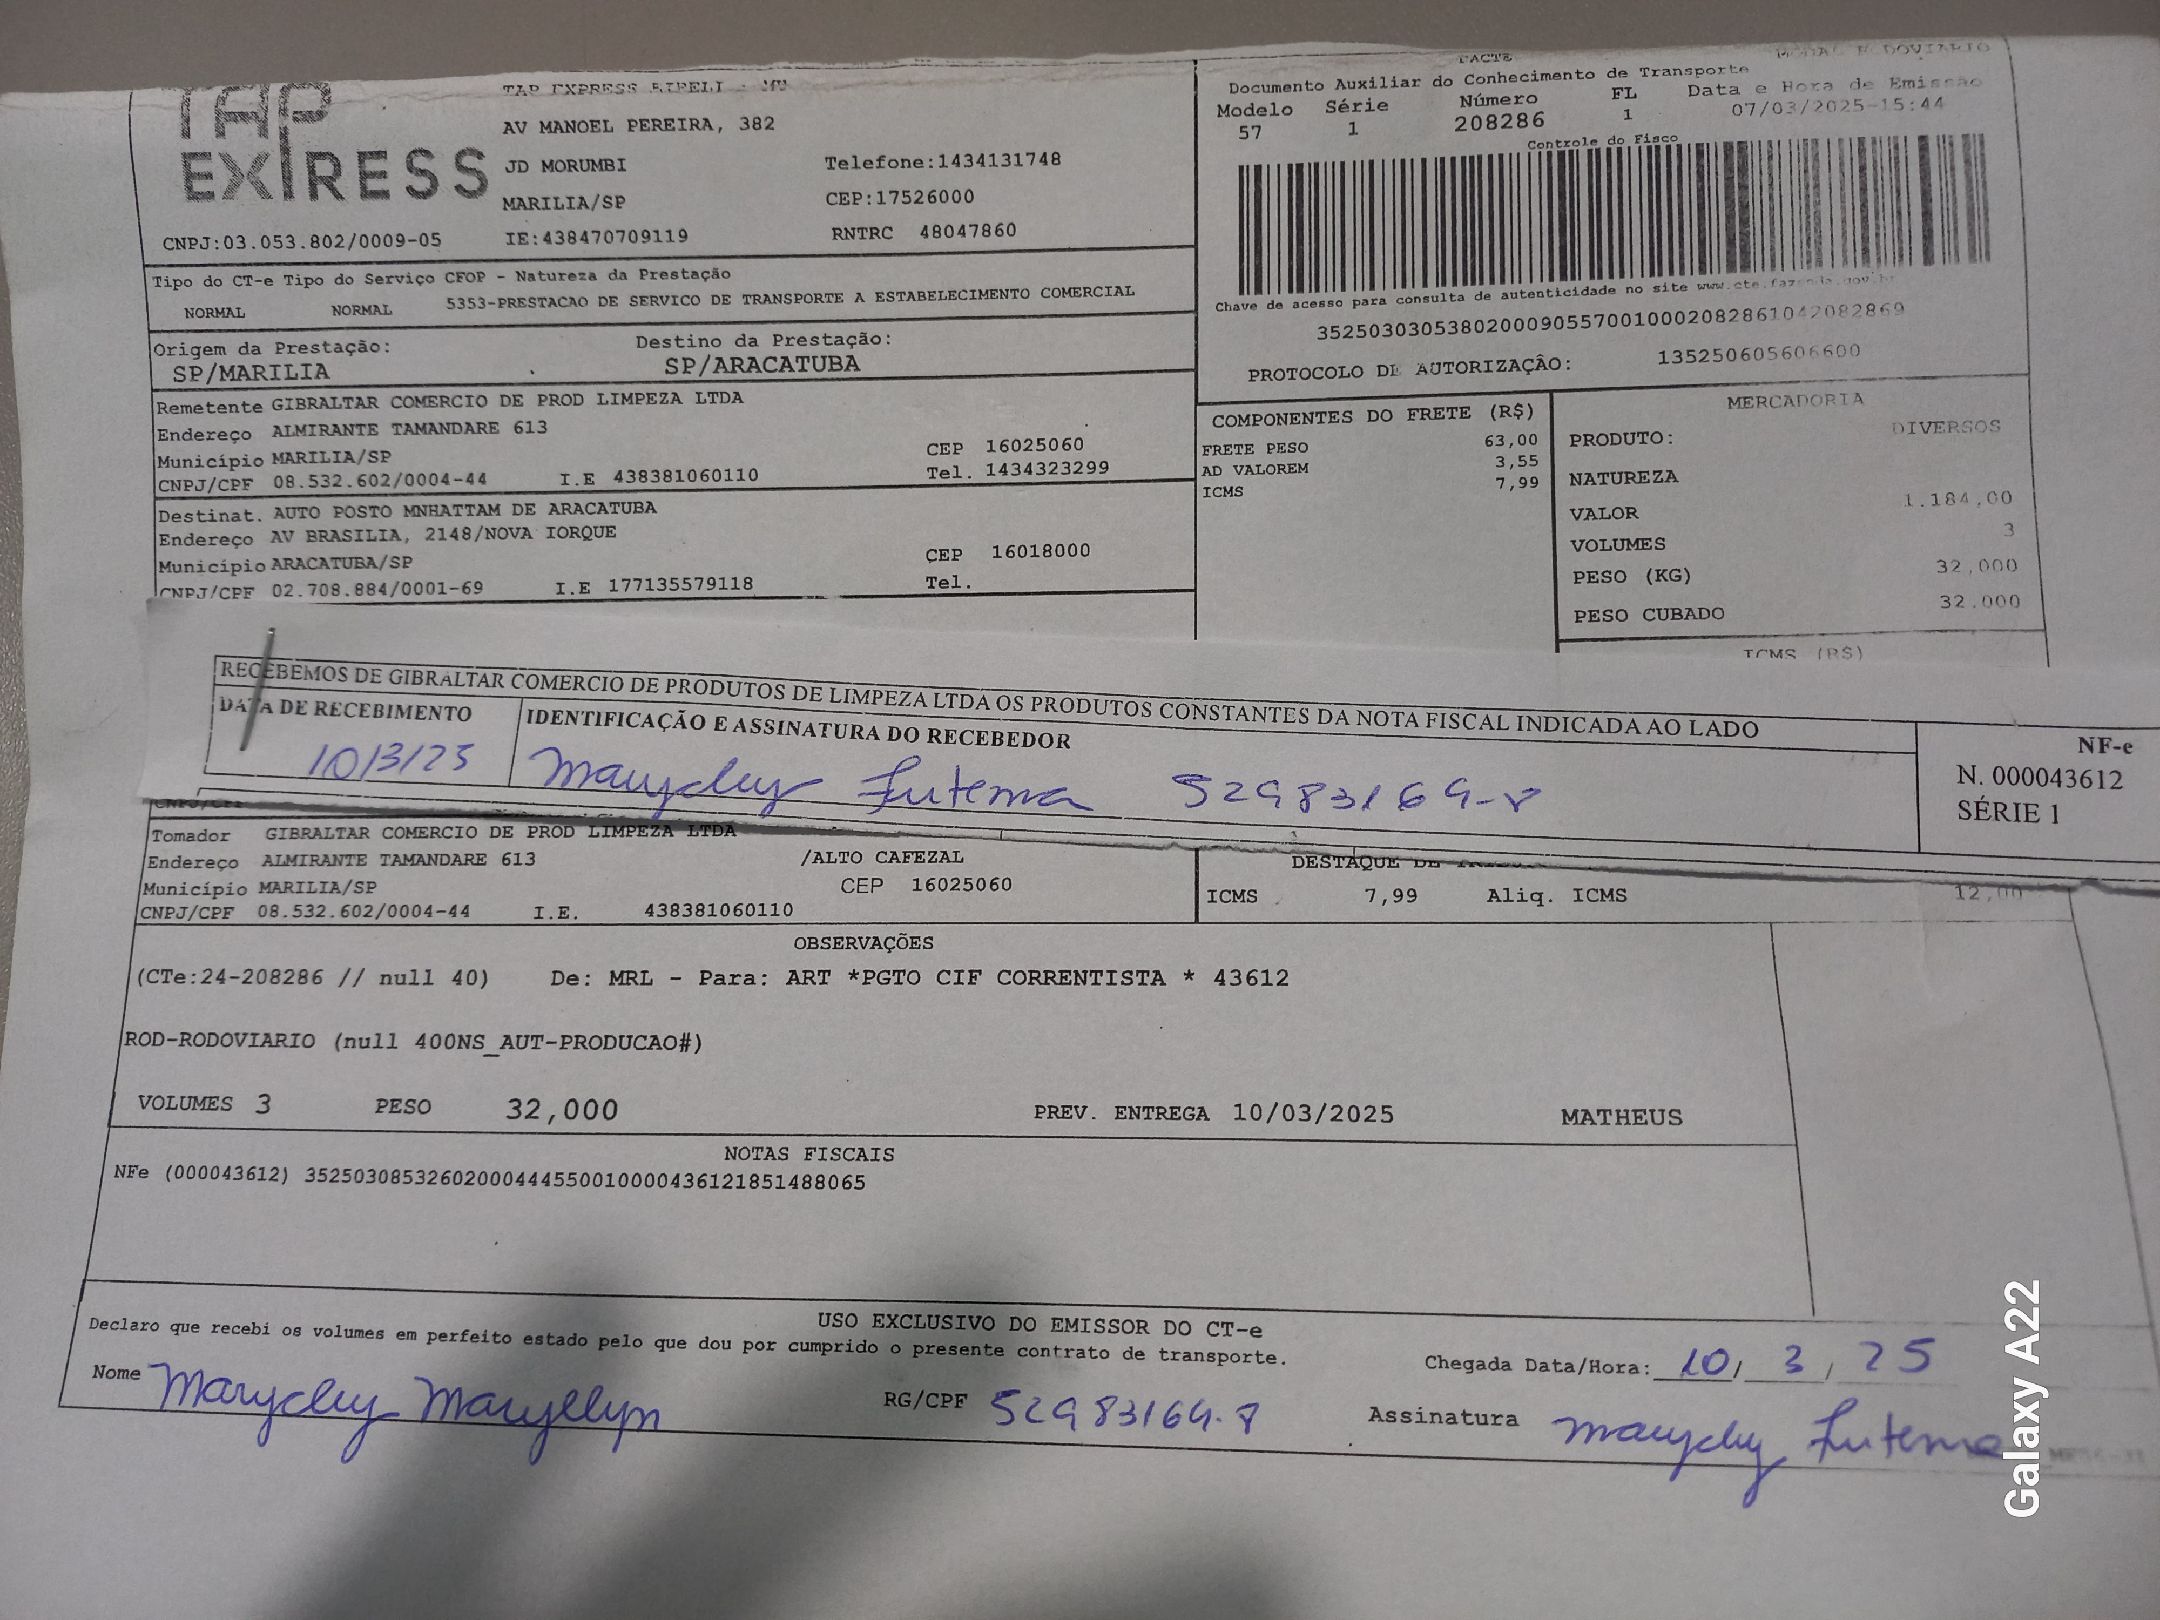 TAP
EXPRESS
TAP EXPRESS EIRELI - MV
AV MANOEL PEREIRA, 382
JD MORUMBI
Telefone:1434131748
MARILIA/SP
CEP:17526000
CNPJ:03.053.802/0009-05
IE:438470709119
RNTRC 48047860
DACTE
MODAL RODOVIARIO
Documento Auxiliar do Conhecimento de Transporte
Modelo Série Número FL Data e Hora de Emissão
57 1 208286 1 07/03/2025-15:44
Controle do Fisco
Chave de acesso para consulta de autenticidade no site www.cte.fazenda.gov.br
35250303053802000905570010002082861042082869
PROTOCOLO DE AUTORIZAÇÃO: 135250605606600
Tipo do CT-e Tipo do Serviço CFOP - Natureza da Prestação
NORMAL NORMAL 5353-PRESTACAO DE SERVICO DE TRANSPORTE A ESTABELECIMENTO COMERCIAL
Origem da Prestação: Destino da Prestação:
SP/MARILIA SP/ARACATUBA
Remetente GIBRALTAR COMERCIO DE PROD LIMPEZA LTDA
Endereço ALMIRANTE TAMANDARE 613
Município MARILIA/SP CEP 16025060
CNPJ/CPF 08.532.602/0004-44 I.E 438381060110 Tel. 1434323299
Destinat. AUTO POSTO MNHATTAM DE ARACATUBA
Endereço AV BRASILIA, 2148/NOVA IORQUE
Município ARACATUBA/SP CEP 16018000
CNPJ/CPF 02.708.884/0001-69 I.E 177135579118 Tel.
COMPONENTES DO FRETE (R$)
FRETE PESO 63,00
AD VALOREM 3,55
ICMS 7,99
MERCADORIA
PRODUTO: DIVERSOS
NATUREZA
VALOR 1.184,00
VOLUMES 3
PESO (KG) 32,000
PESO CUBADO 32.000
ICMS (R$)
RECEBEMOS DE GIBRALTAR COMERCIO DE PRODUTOS DE LIMPEZA LTDA OS PRODUTOS CONSTANTES DA NOTA FISCAL INDICADA AO LADO
DATA DE RECEBIMENTO
10/3/25
IDENTIFICAÇÃO E ASSINATURA DO RECEBEDOR
52983169-8
NF-e
N. 000043612
SÉRIE 1
CNPJ/CPF
Tomador GIBRALTAR COMERCIO DE PROD LIMPEZA LTDA
Endereço ALMIRANTE TAMANDARE 613 /ALTO CAFEZAL
Município MARILIA/SP CEP 16025060
CNPJ/CPF 08.532.602/0004-44 I.E. 438381060110
DESTAQUE DE
ICMS 7,99 Aliq. ICMS 12,00
OBSERVAÇÕES
(CTe:24-208286 // null 40) De: MRL - Para: ART *PGTO CIF CORRENTISTA * 43612
ROD-RODOVIARIO (null 400NS_AUT-PRODUCAO#)
VOLUMES 3 PESO 32,000 PREV. ENTREGA 10/03/2025 MATHEUS
NOTAS FISCAIS
NFe (000043612) 35250308532602000444550010000436121851488065
USO EXCLUSIVO DO EMISSOR DO CT-e
Declaro que recebi os volumes em perfeito estado pelo que dou por cumprido o presente contrato de transporte.
Chegada Data/Hora: 10/ 3 / 25
Nome
RG/CPF 52983169-8
Assinatura
Galaxy A22